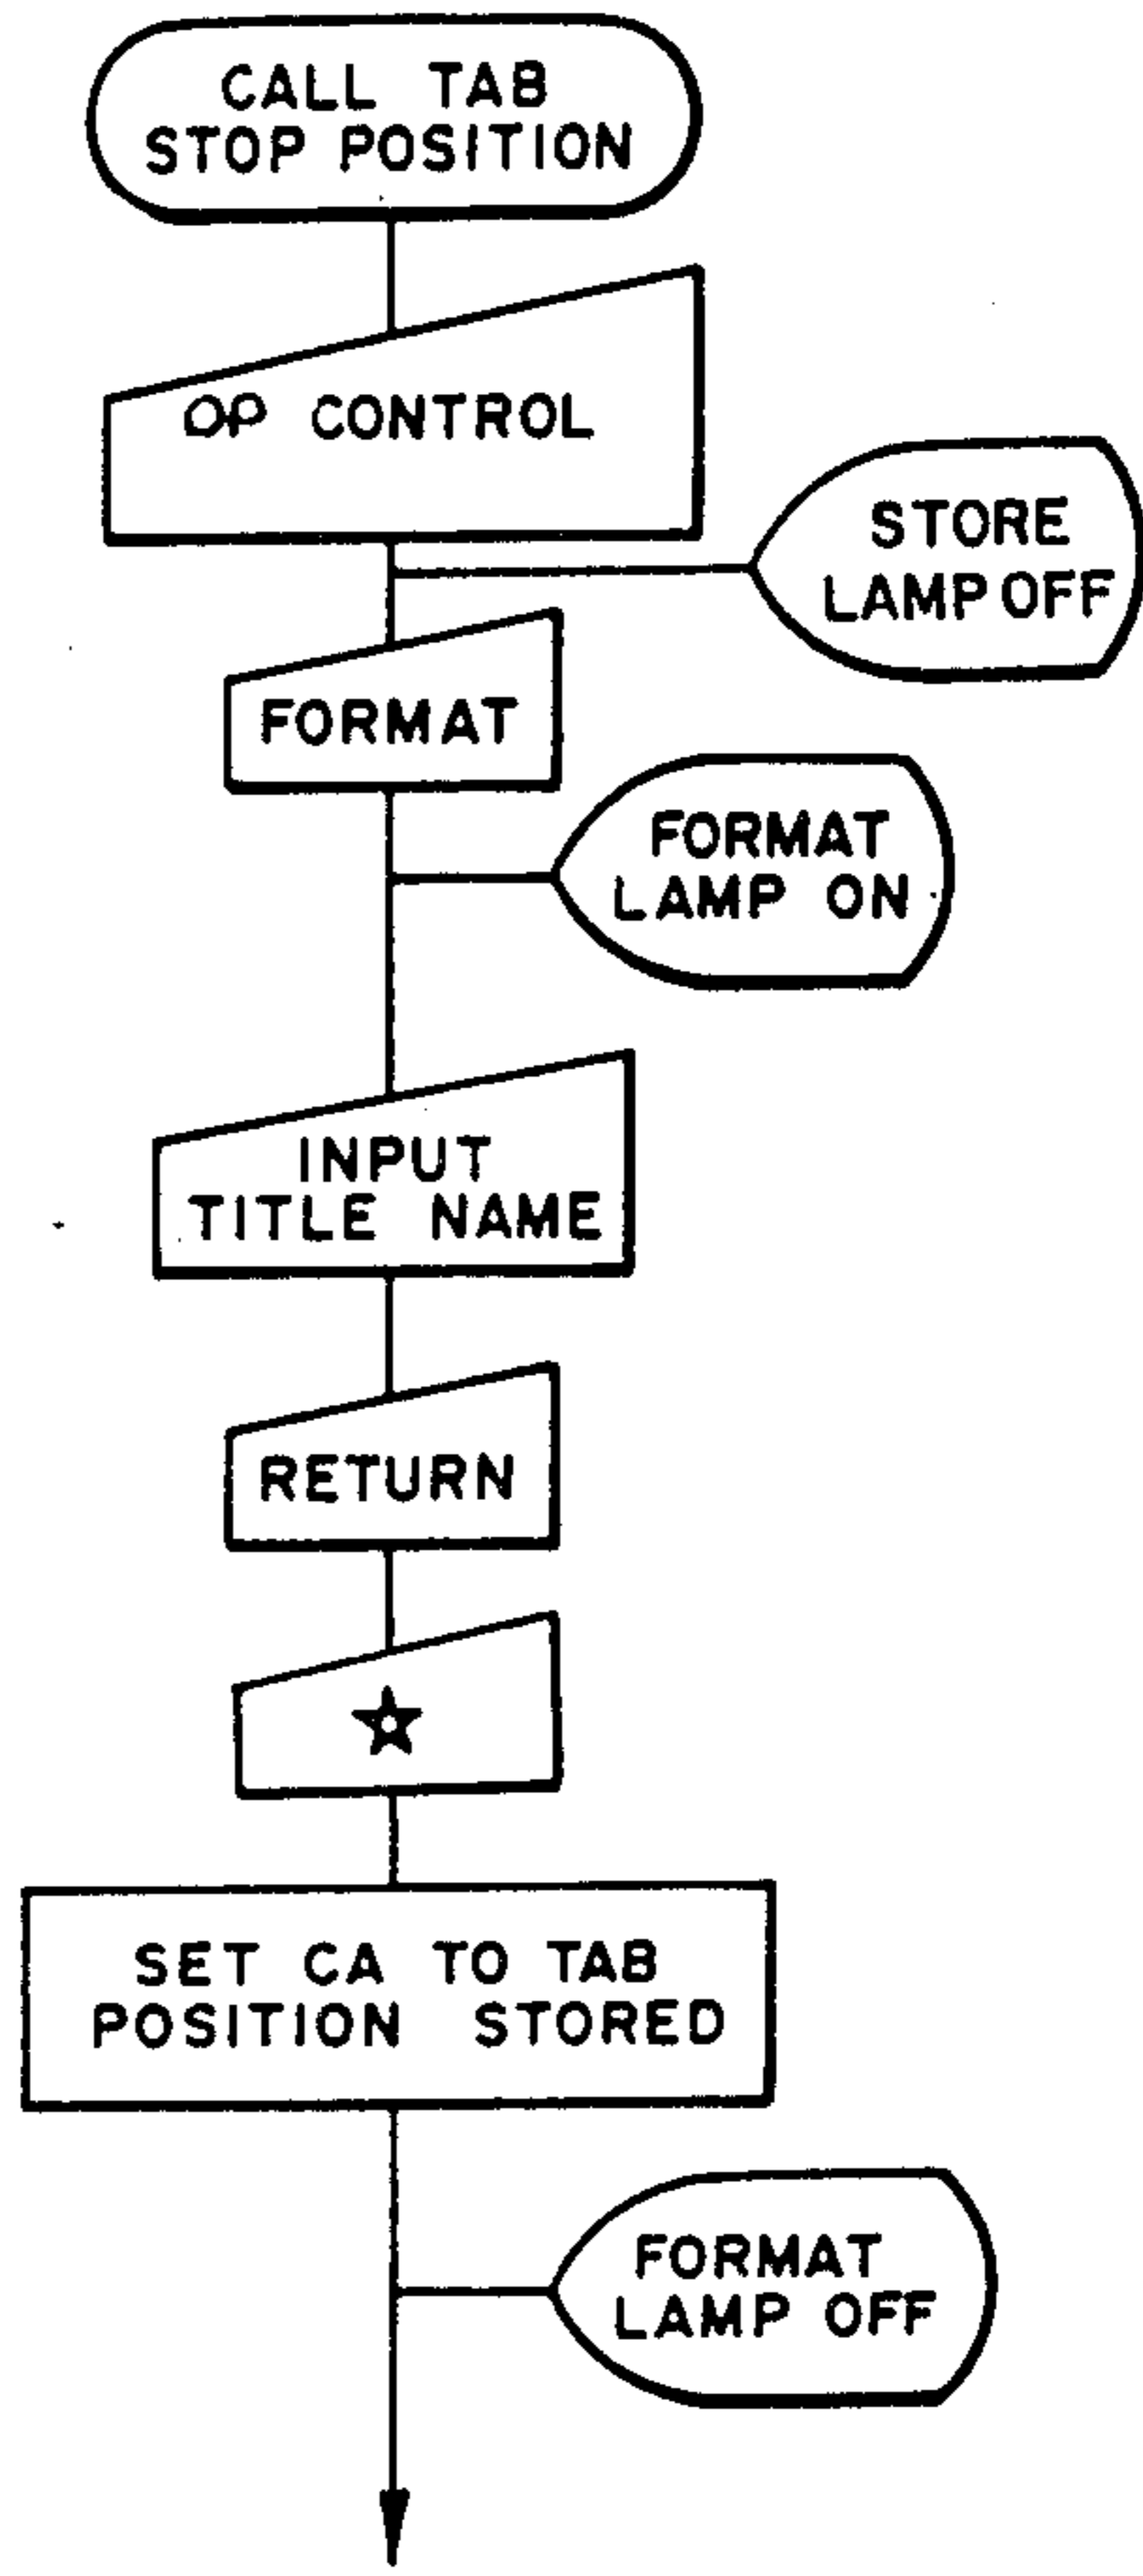 CALL TAB
STOP POSITION
OP CONTROL
STORE
LAMP OFF
FORMAT
FORMAT
LAMP ON
INPUT
TITLE NAME
RETURN
☆
SET CA TO TAB
POSITION STORED
FORMAT
LAMP OFF